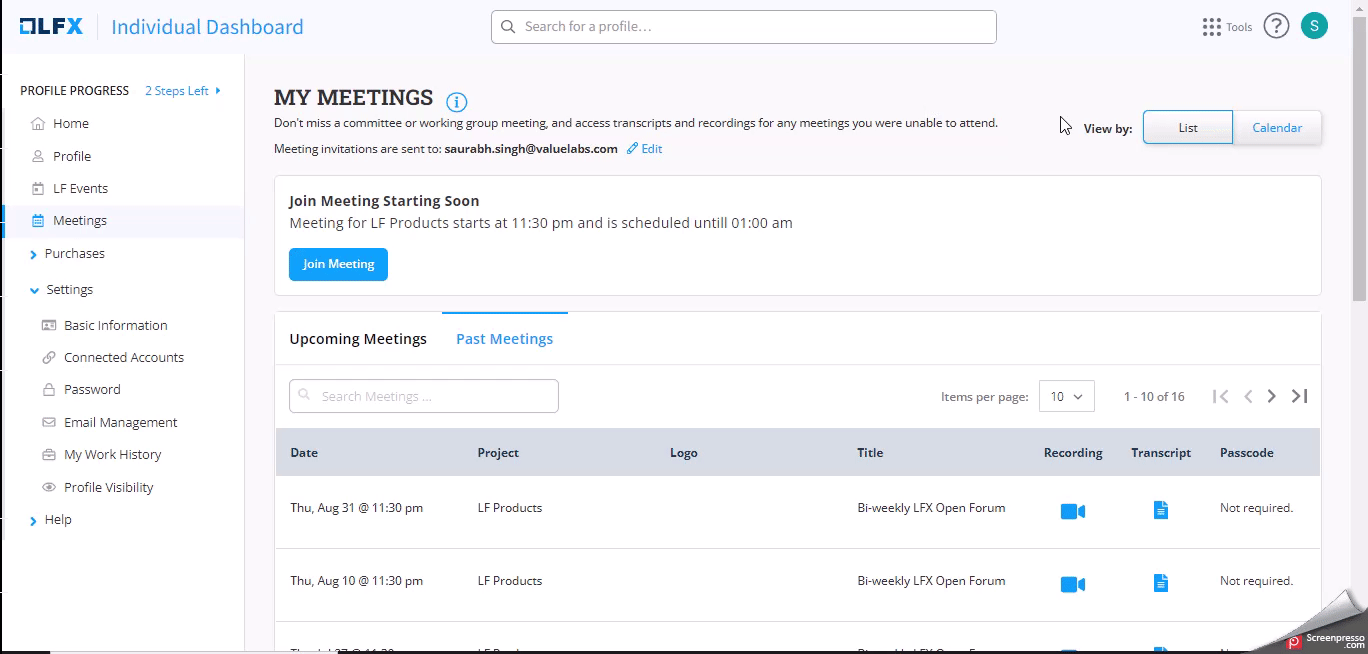 LFX
Individual Dashboard
Search for a profile...
Tools
?
S
PROFILE PROGRESS
2 Steps Left
Home
Profile
LF Events
Meetings
Purchases
Settings
Basic Information
Connected Accounts
Password
Email Management
My Work History
Profile Visibility
Help
MY MEETINGS
Don't miss a committee or working group meeting, and access transcripts and recordings for any meetings you were unable to attend.
Meeting invitations are sent to: saurabh.singh@valuelabs.com Edit
View by:
List
Calendar
Join Meeting Starting Soon
Meeting for LF Products starts at 11:30 pm and is scheduled untill 01:00 am
Join Meeting
Upcoming Meetings
Past Meetings
Search Meetings ...
Items per page:
10
1 - 10 of 16
Date Project Logo Title Recording Transcript Passcode
Thu, Aug 31 @ 11:30 pm LF Products Bi-weekly LFX Open Forum Not required.
Thu, Aug 10 @ 11:30 pm LF Products Bi-weekly LFX Open Forum Not required.
Screenpresso
.com